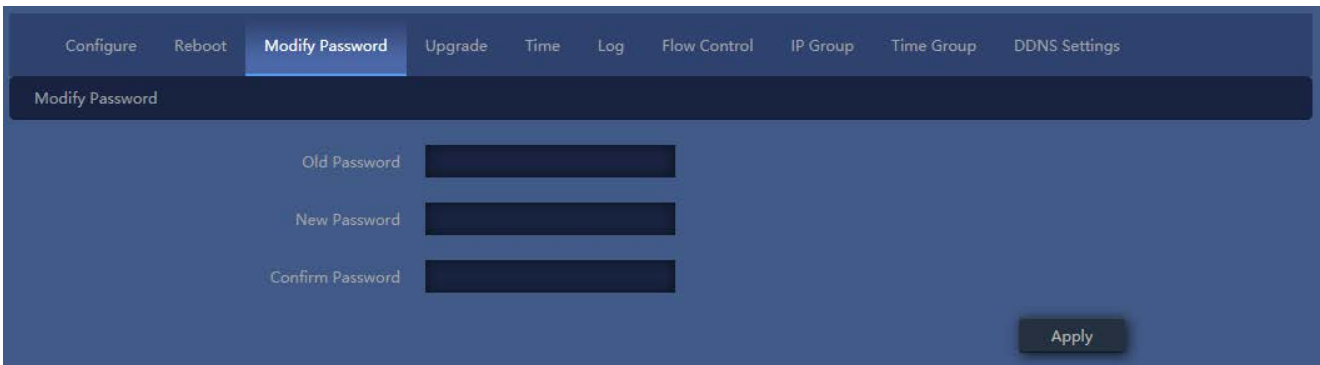 Configure Reboot Modify Password Upgrade Time Log Flow Control IP Group Time Group DDNS Settings
Modify Password
Old Password
New Password
Confirm Password
Apply